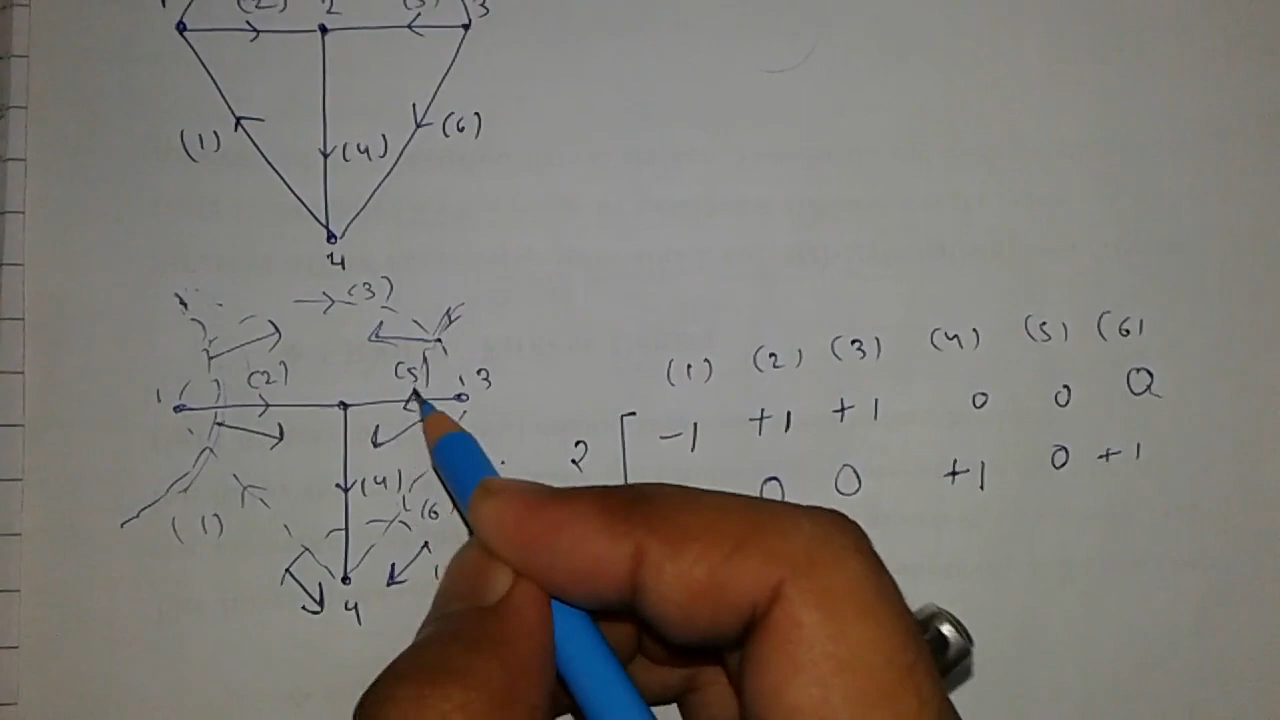 (2) 2 (5) 3
(1) (4) (6)
4
(3)
1 (2) (5) 3
(4) (6
(1)
4
(1) (2) (3) (4) (5) (6)
2 -1 +1 +1 0 0 0
0 0 +1 0 +1